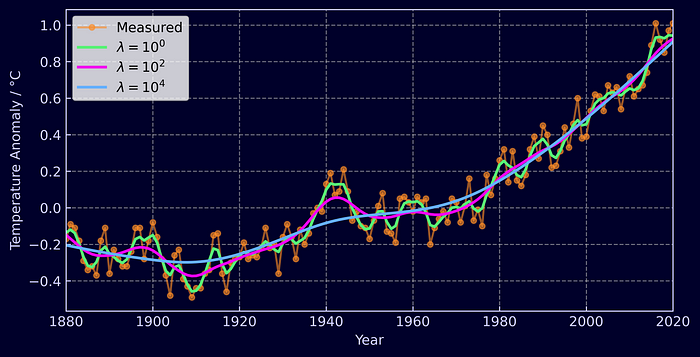 Measured
λ = 10⁰
λ = 10²
λ = 10⁴
1.0
0.8
0.6
0.4
0.2
0.0
−0.2
−0.4
Temperature Anomaly / °C
1880 1900 1920 1940 1960 1980 2000 2020
Year